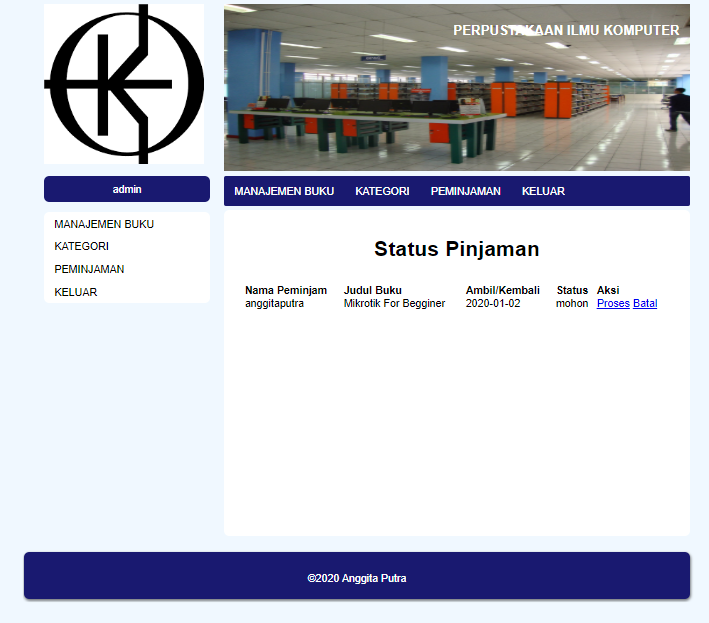 PERPUSTAKAAN ILMU KOMPUTER
admin
MANAJEMEN BUKU KATEGORI PEMINJAMAN KELUAR
MANAJEMEN BUKU
KATEGORI
PEMINJAMAN
KELUAR
Status Pinjaman
Nama Peminjam Judul Buku Ambil/Kembali Status Aksi
anggitaputra Mikrotik For Begginer 2020-01-02 mohon Proses Batal
©2020 Anggita Putra